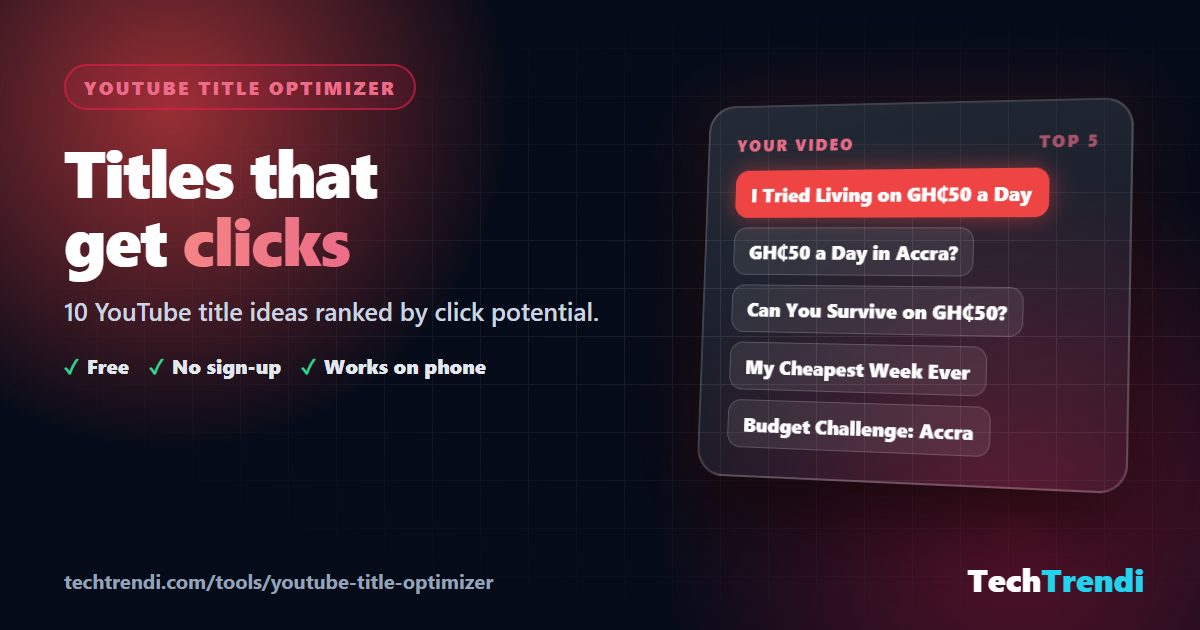 YOUTUBE TITLE OPTIMIZER
Titles that
get clicks
10 YouTube title ideas ranked by click potential.
✓ Free ✓ No sign-up ✓ Works on phone
YOUR VIDEO TOP 5
I Tried Living on GH₵50 a Day
GH₵50 a Day in Accra?
Can You Survive on GH₵50?
My Cheapest Week Ever
Budget Challenge: Accra
techtrendi.com/tools/youtube-title-optimizer
TechTrendi